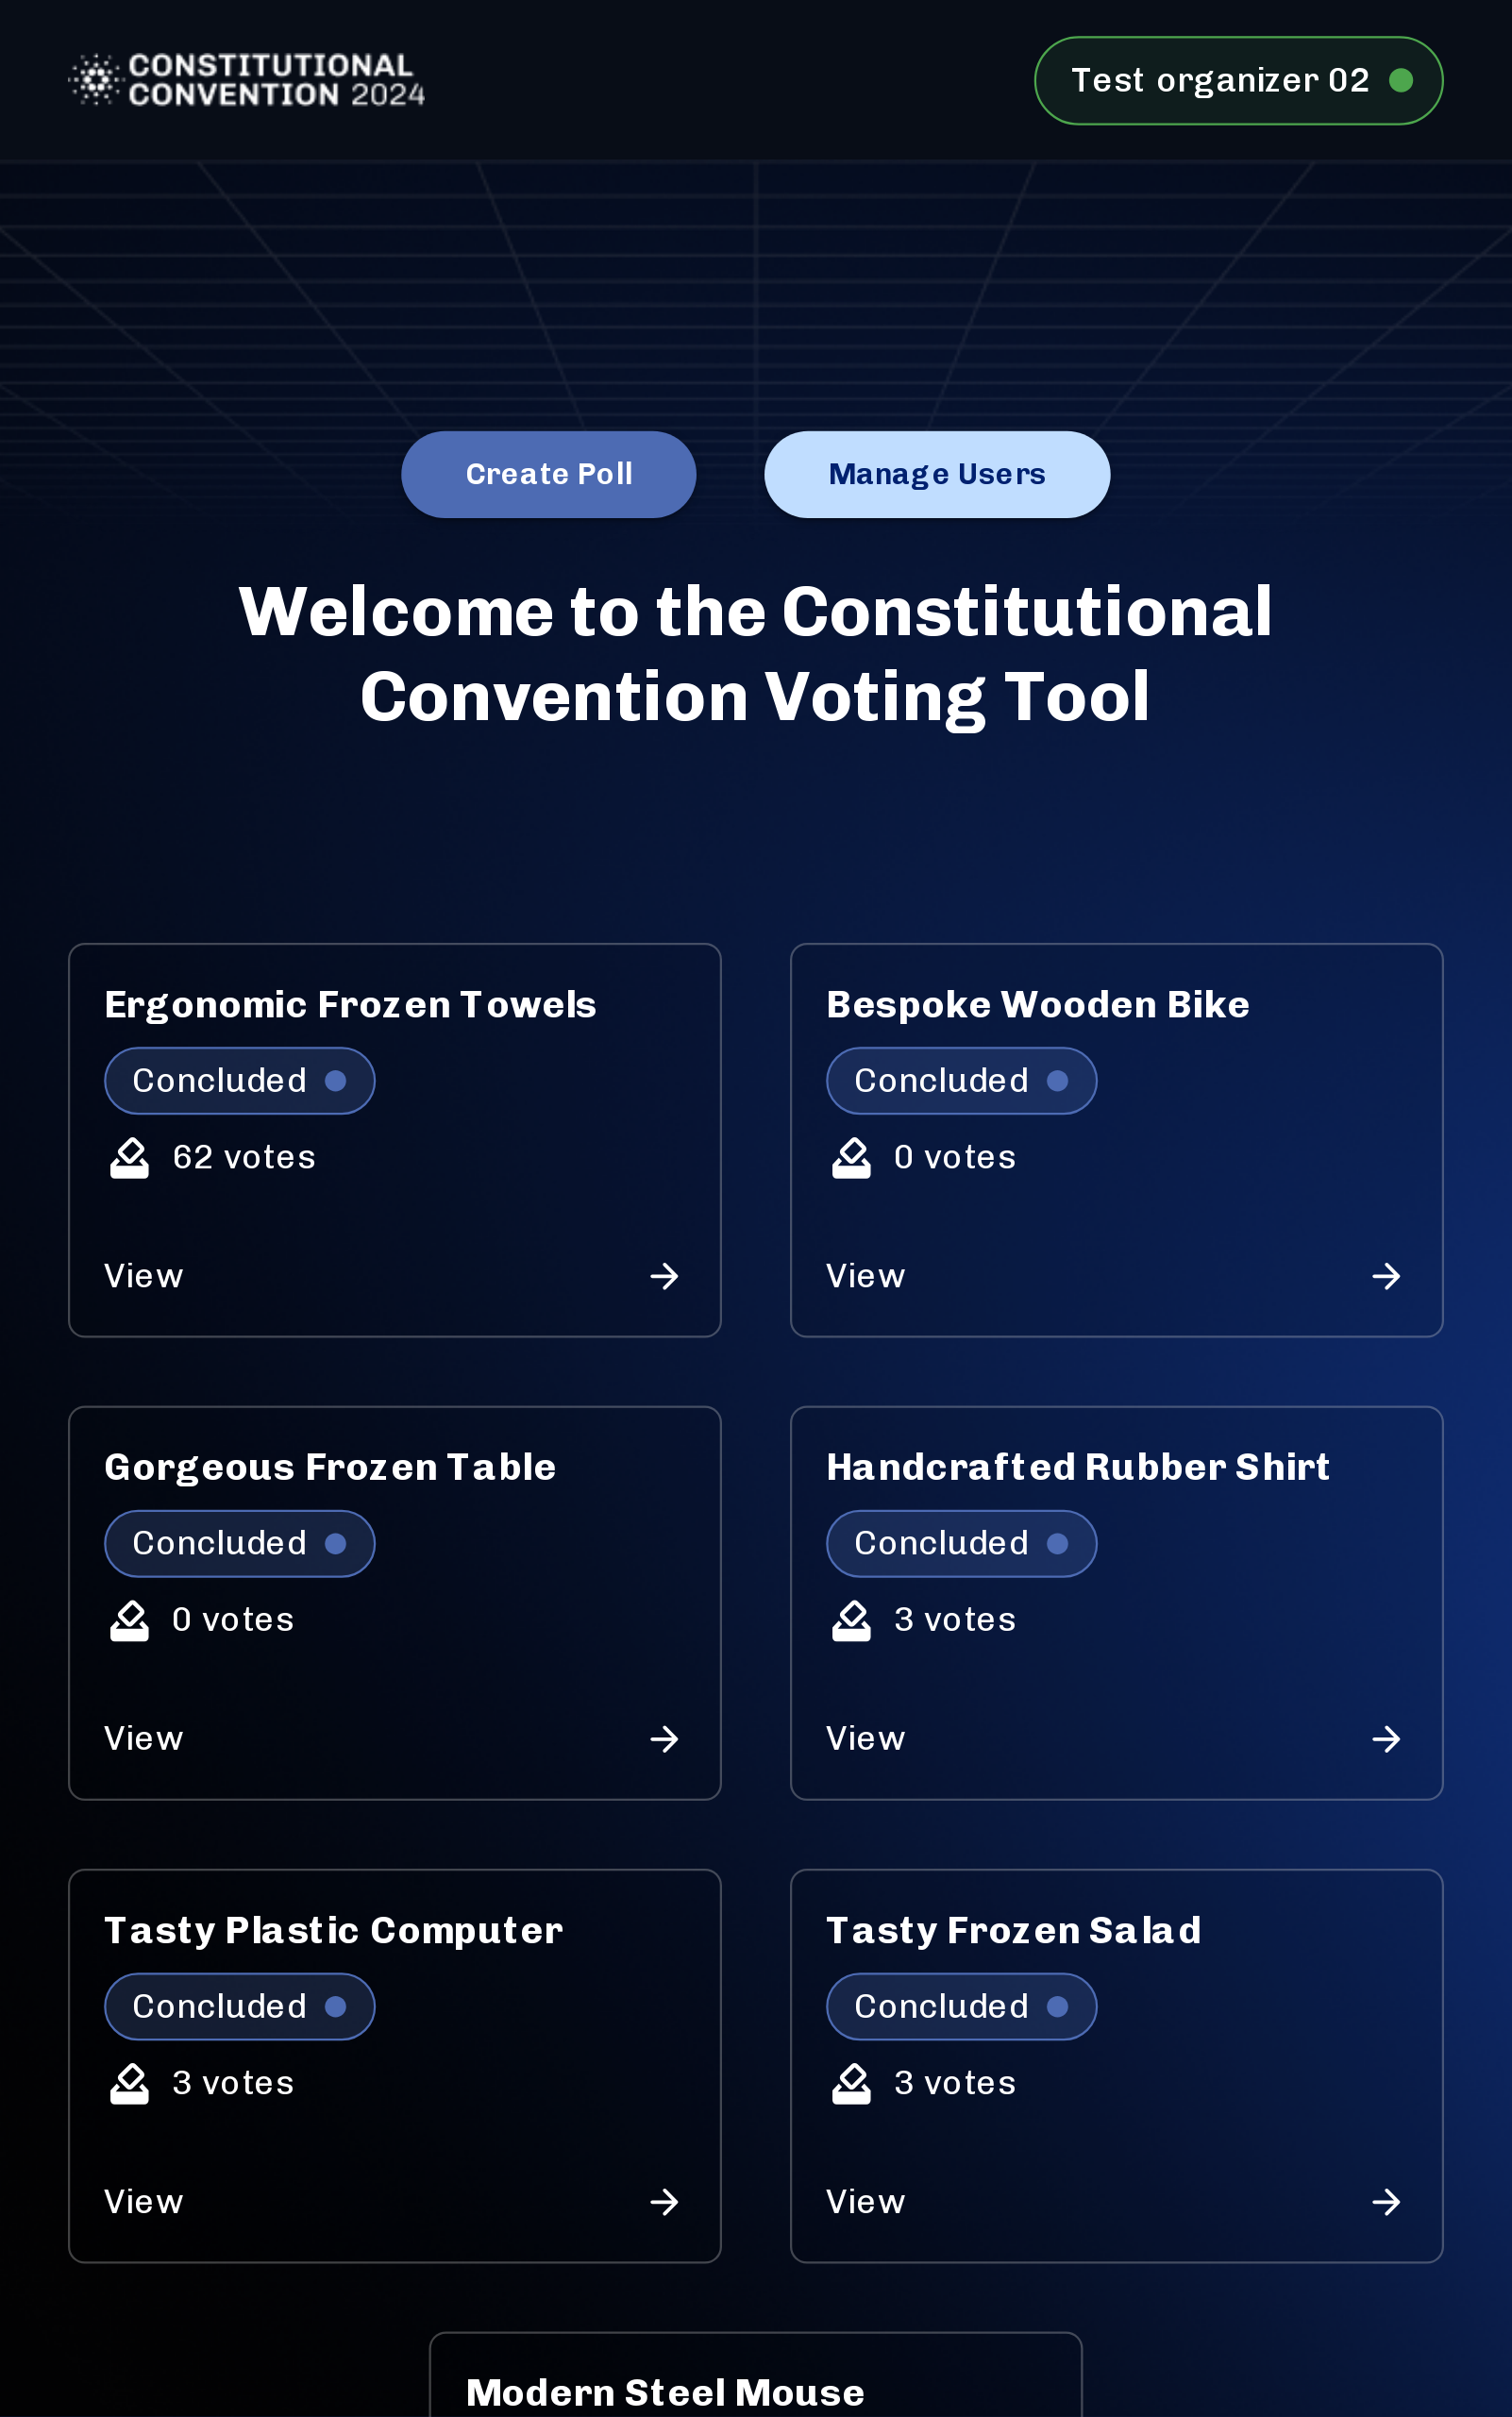 CONSTITUTIONAL
CONVENTION 2024
Test organizer 02
Create Poll
Manage Users
Welcome to the Constitutional
Convention Voting Tool
Ergonomic Frozen Towels
Concluded
62 votes
View
Bespoke Wooden Bike
Concluded
0 votes
View
Gorgeous Frozen Table
Concluded
0 votes
View
Handcrafted Rubber Shirt
Concluded
3 votes
View
Tasty Plastic Computer
Concluded
3 votes
View
Tasty Frozen Salad
Concluded
3 votes
View
Modern Steel Mouse